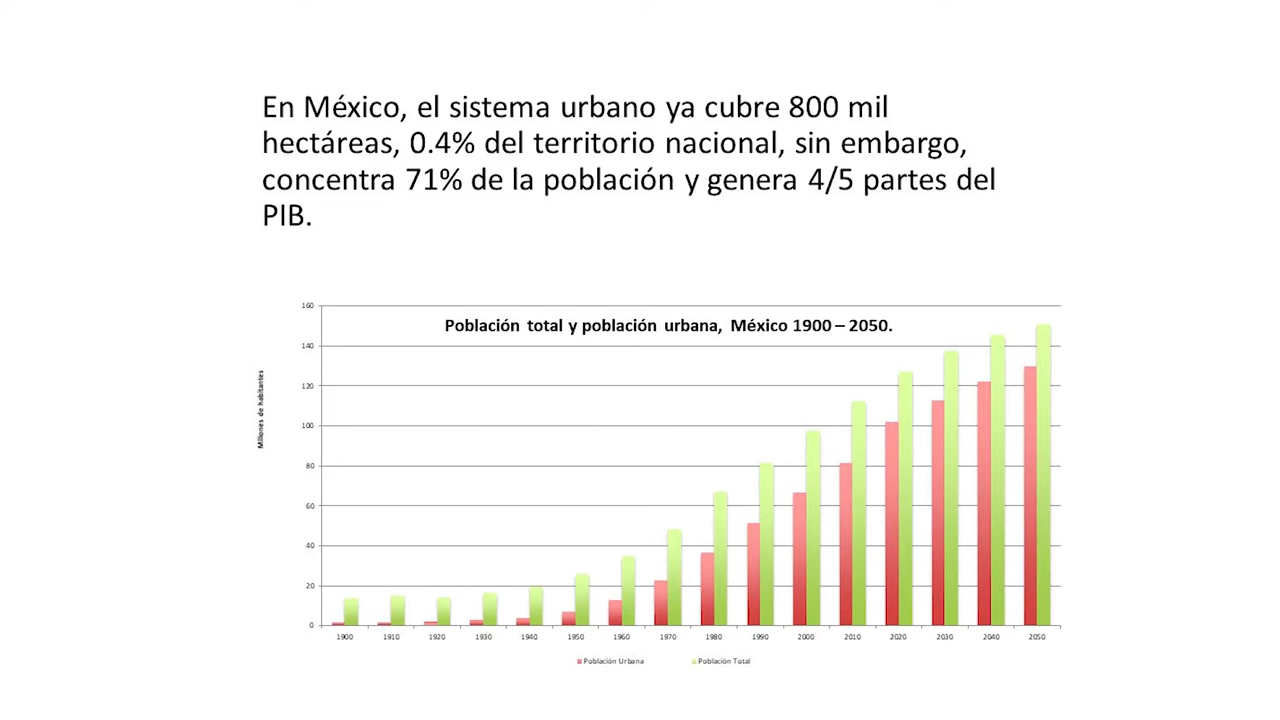 En México, el sistema urbano ya cubre 800 mil
hectáreas, 0.4% del territorio nacional, sin embargo,
concentra 71% de la población y genera 4/5 partes del
PIB.
Población total y población urbana, México 1900 – 2050.
Millones de habitantes
160
140
120
100
80
60
40
20
0
1900 1910 1920 1930 1940 1950 1960 1970 1980 1990 2000 2010 2020 2030 2040 2050
Población Urbana Población Total